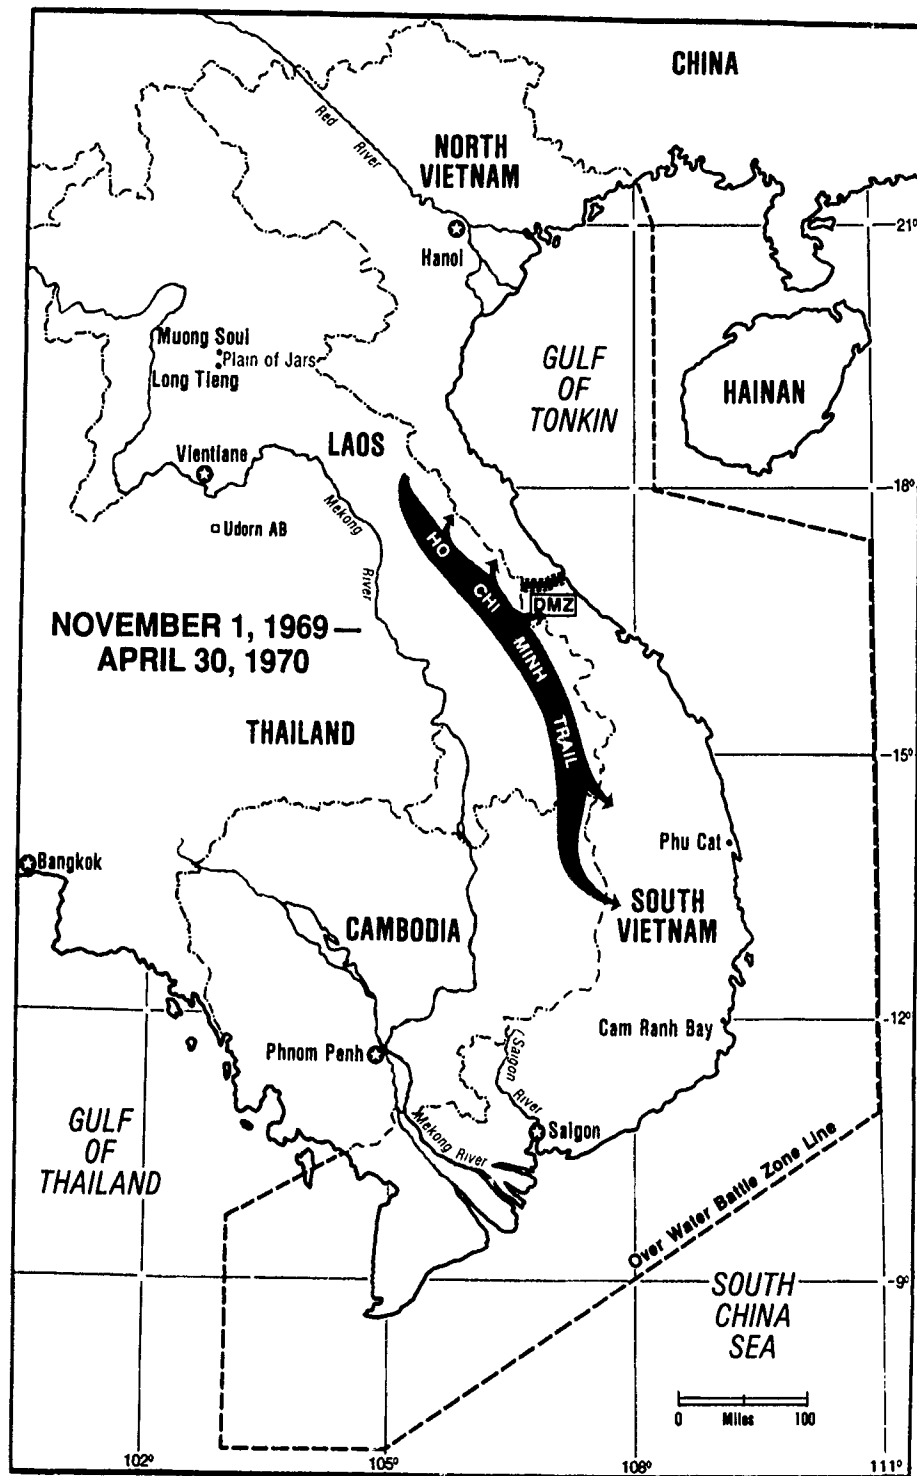 CHINA
Red
River
NORTH
VIETNAM
21°
Hanoi
Muong Soui
Plain of Jars
Long Tieng
GULF
OF
TONKIN
HAINAN
LAOS
Vientiane
Mekong
River
18°
Udorn AB
HO
CHI
MINH
TRAIL
DMZ
NOVEMBER 1, 1969 —
APRIL 30, 1970
THAILAND
15°
Phu Cat
Bangkok
CAMBODIA
SOUTH
VIETNAM
12°
Cam Ranh Bay
Saigon
River
Phnom Penh
GULF
OF
THAILAND
Mekong River
Saigon
Over Water Battle Zone Line
9°
SOUTH
CHINA
SEA
0 Miles 100
102° 105° 108° 111°